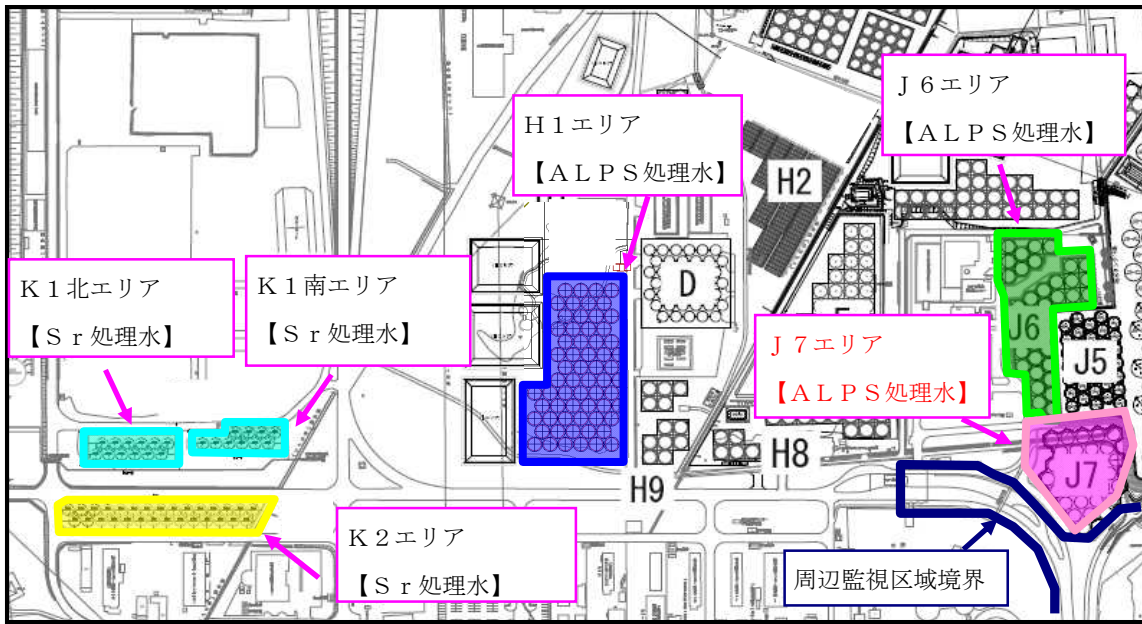 J6エリア
【ALPS処理水】
H1エリア
【ALPS処理水】
H2
K1北エリア
【Sr処理水】
K1南エリア
【Sr処理水】
D
J7エリア
【ALPS処理水】
J6
J5
H8
J7
H9
K2エリア
【Sr処理水】
周辺監視区域境界